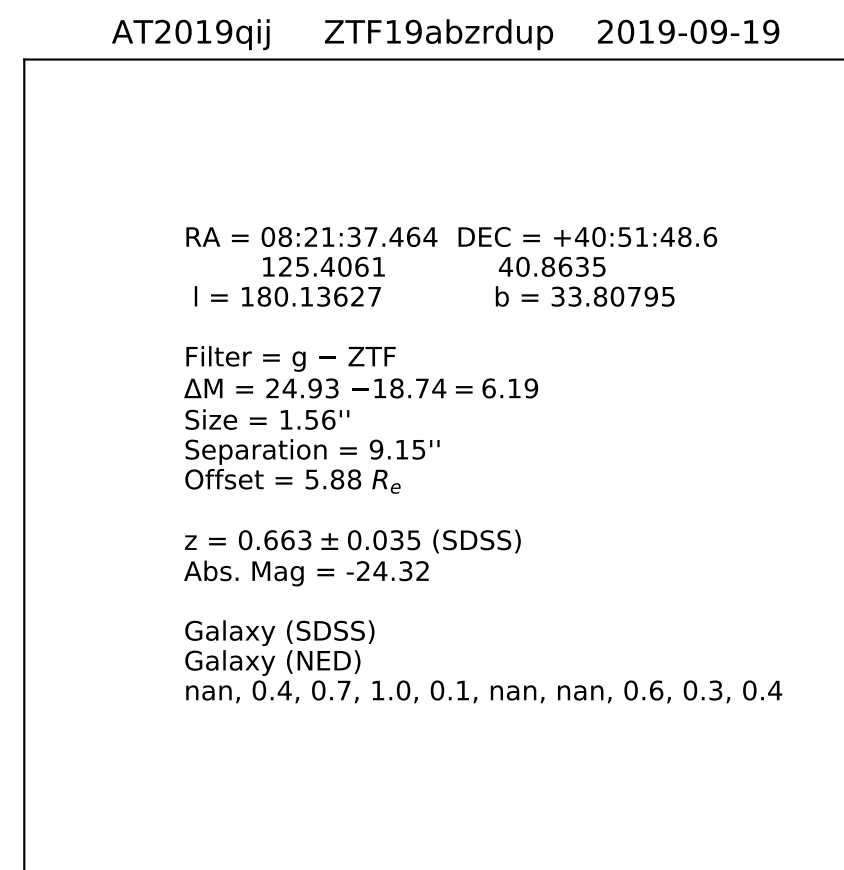 AT2019qij ZTF19abzrdup 2019-09-19
RA = 08:21:37.464 DEC = +40:51:48.6
125.4061 40.8635
l = 180.13627 b = 33.80795
Filter = g − ZTF
ΔM = 24.93 −18.74 = 6.19
Size = 1.56''
Separation = 9.15''
Offset = 5.88 Rₑ
z = 0.663 ± 0.035 (SDSS)
Abs. Mag = -24.32
Galaxy (SDSS)
Galaxy (NED)
nan, 0.4, 0.7, 1.0, 0.1, nan, nan, 0.6, 0.3, 0.4